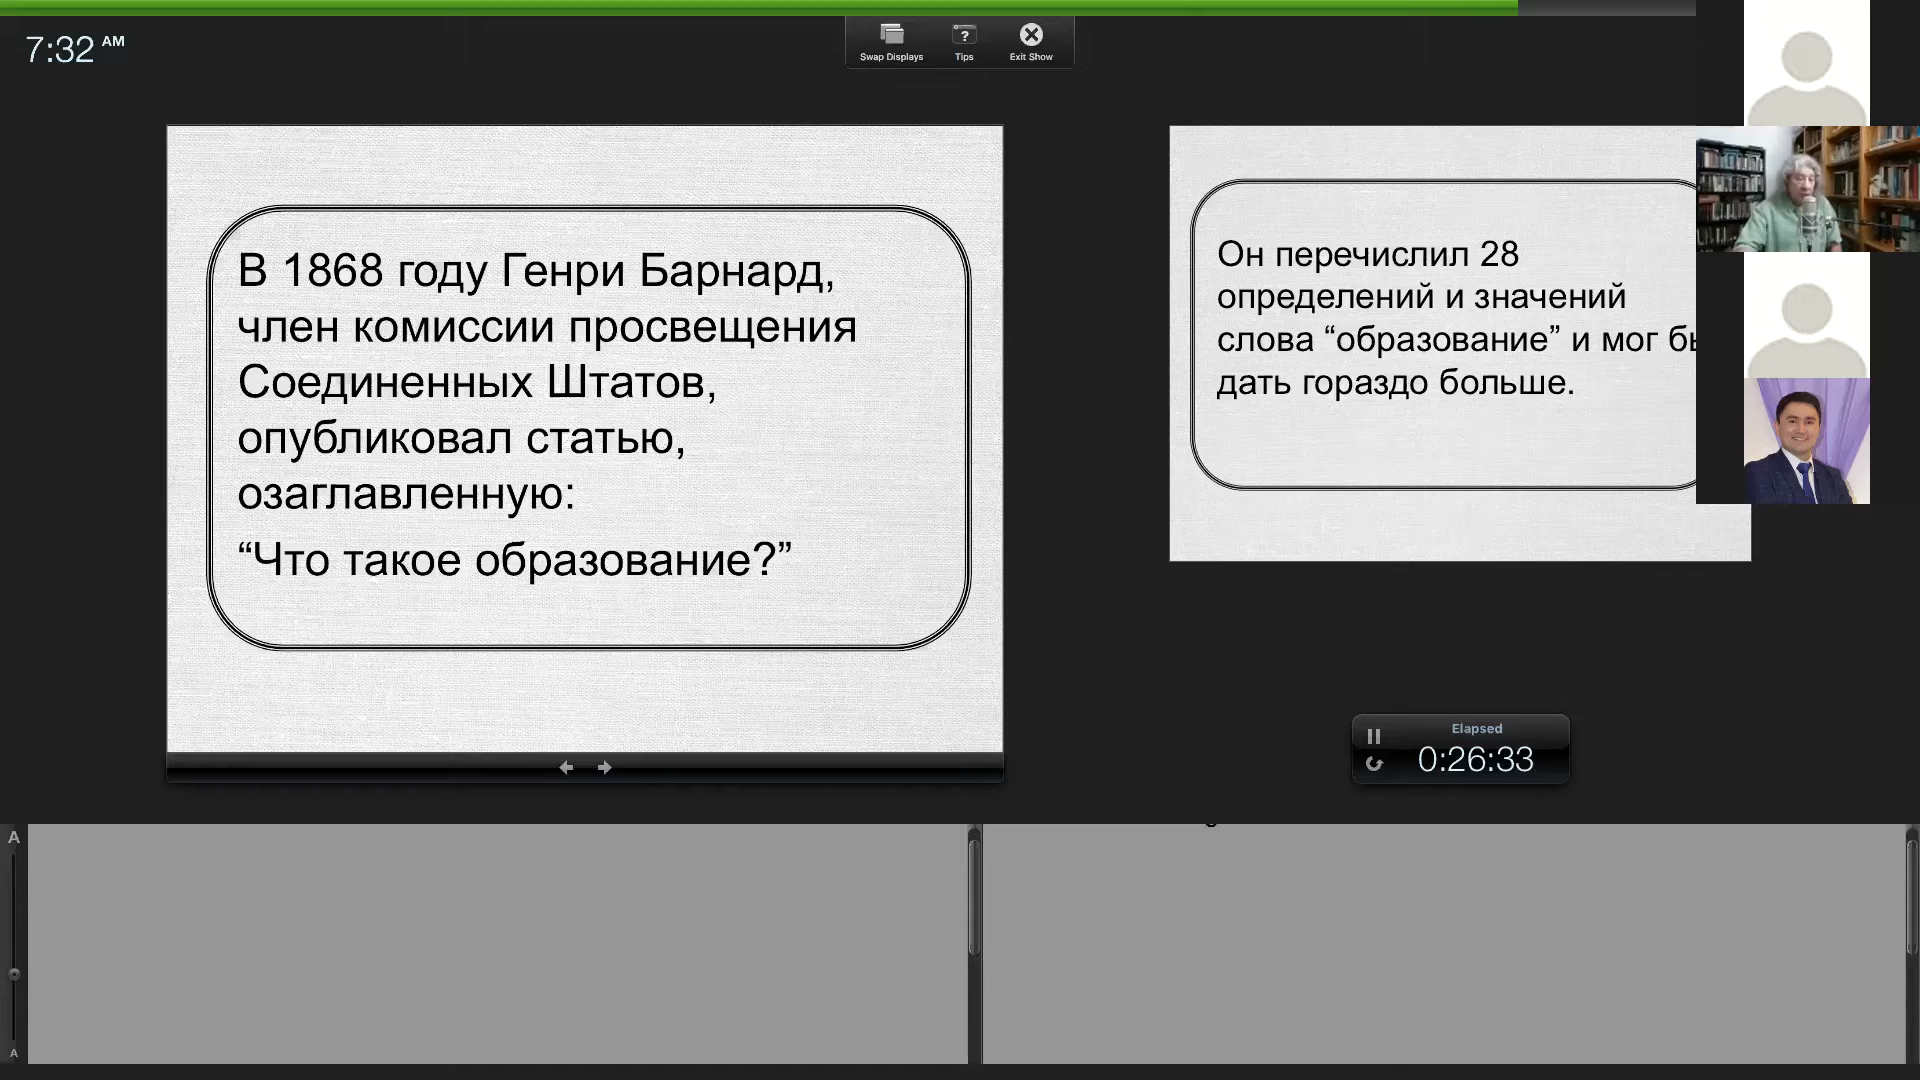 7:32 AM
Swap Displays
Tips
Exit Show
В 1868 году Генри Барнард,
член комиссии просвещения
Соединенных Штатов,
опубликовал статью,
озаглавленную:
“Что такое образование?”
Он перечислил 28
определений и значений
слова “образование” и мог
дать гораздо больше.
Elapsed
0:26:33
A
A